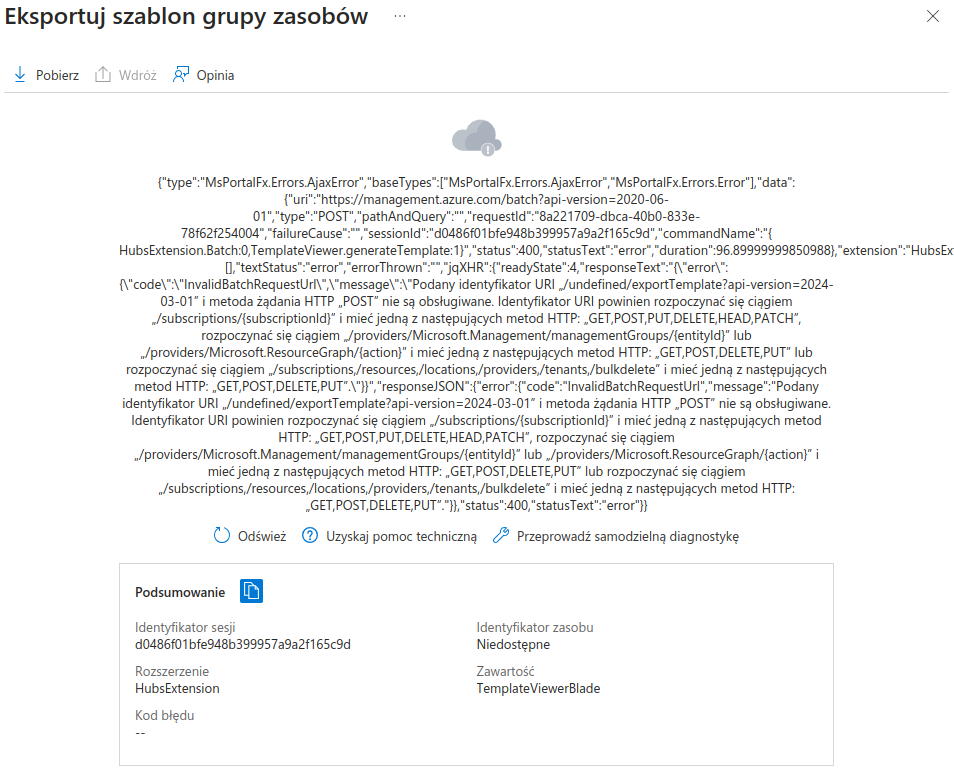 Eksportuj szablon grupy zasobów ...
Pobierz Wdróż Opinia
{"type":"MsPortalFx.Errors.AjaxError","baseTypes":["MsPortalFx.Errors.AjaxError","MsPortalFx.Errors.Error"],"data":
{"uri":"https://management.azure.com/batch?api-version=2020-06-
01","type":"POST","pathAndQuery":"","requestId":"8a221709-dbca-40b0-833e-
78f62f254004","failureCause":"","sessionId":"d0486f01bfe948b399957a9a2f165c9d","commandName":"{
HubsExtension.Batch:0,TemplateViewer.generateTemplate:1}","status":400,"statusText":"error","duration":96.89999999850988},"extension":"HubsEx
[],"textStatus":"error","errorThrown":"","jqXHR":{"readyState":4,"responseText":"{\"error\":
{\"code\":\"InvalidBatchRequestUrl\",\"message\":\"Podany identyfikator URI „/undefined/exportTemplate?api-version=2024-
03-01” i metoda żądania HTTP „POST” nie są obsługiwane. Identyfikator URI powinien rozpoczynać się ciągiem
„/subscriptions/{subscriptionId}” i mieć jedną z następujących metod HTTP: „GET,POST,PUT,DELETE,HEAD,PATCH”,
rozpoczynać się ciągiem „/providers/Microsoft.Management/managementGroups/{entityId}” lub
„/providers/Microsoft.ResourceGraph/{action}” i mieć jedną z następujących metod HTTP: „GET,POST,DELETE,PUT” lub
rozpoczynać się ciągiem „/subscriptions,/resources,/locations,/providers,/tenants,/bulkdelete” i mieć jedną z następujących
metod HTTP: „GET,POST,DELETE,PUT”.\"}}","responseJSON":{"error":{"code":"InvalidBatchRequestUrl","message":"Podany
identyfikator URI „/undefined/exportTemplate?api-version=2024-03-01” i metoda żądania HTTP „POST” nie są obsługiwane.
Identyfikator URI powinien rozpoczynać się ciągiem „/subscriptions/{subscriptionId}” i mieć jedną z następujących metod
HTTP: „GET,POST,PUT,DELETE,HEAD,PATCH”, rozpoczynać się ciągiem
„/providers/Microsoft.Management/managementGroups/{entityId}” lub „/providers/Microsoft.ResourceGraph/{action}” i
mieć jedną z następujących metod HTTP: „GET,POST,DELETE,PUT” lub rozpoczynać się ciągiem
„/subscriptions,/resources,/locations,/providers,/tenants,/bulkdelete” i mieć jedną z następujących metod HTTP:
„GET,POST,DELETE,PUT”."}},"status":400,"statusText":"error"}}
Odśwież Uzyskaj pomoc techniczną Przeprowadź samodzielną diagnostykę
Podsumowanie
Identyfikator sesji
d0486f01bfe948b399957a9a2f165c9d
Identyfikator zasobu
Niedostępne
Rozszerzenie
HubsExtension
Zawartość
TemplateViewerBlade
Kod błędu
--